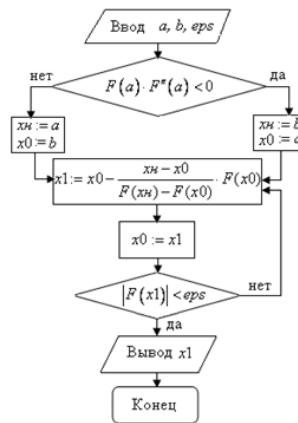 Ввод a, b, eps
нет
да
F(a)·F"(a)<0
xн:=a
x0:=b
xн:=b
x0:=a
x1:=x0-\frac{xн-x0}{F(xн)-F(x0)}·F(x0)
x0:=x1
нет
|F(x1)|<eps
да
Вывод x1
Конец